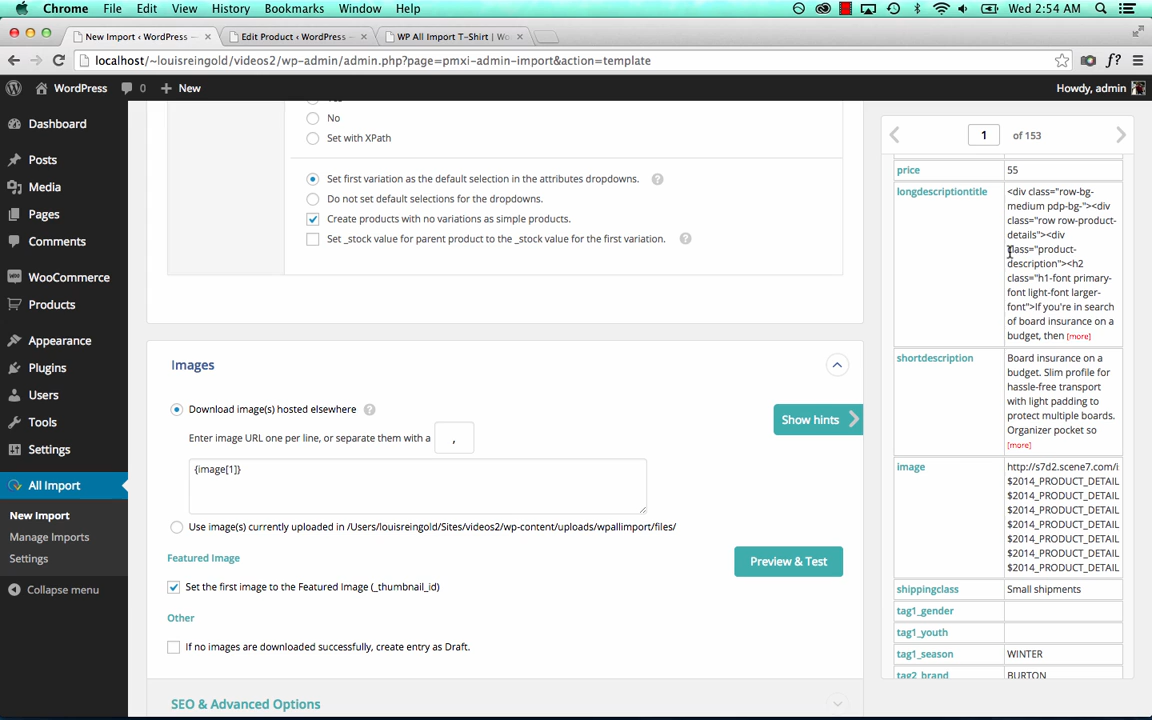 Chrome File Edit View History Bookmarks Window Help Wed 2:54 AM
New Import ‹ WordPress — × Edit Product ‹ WordPress — × WP All Import T-Shirt | Wo ×
localhost/~louisreingold/videos2/wp-admin/admin.php?page=pmxi-admin-import&action=template
WordPress 0 + New Howdy, admin
Dashboard
Posts
Media
Pages
Comments
WooCommerce
Products
Appearance
Plugins
Users
Tools
Settings
All Import
New Import
Manage Imports
Settings
Collapse menu
No
Set with XPath
Set first variation as the default selection in the attributes dropdowns. ?
Do not set default selections for the dropdowns.
Create products with no variations as simple products.
Set _stock value for parent product to the _stock value for the first variation. ?
Images
Download image(s) hosted elsewhere ?
Enter image URL one per line, or separate them with a ,
Show hints
{image[1]}
Use image(s) currently uploaded in /Users/louisreingold/Sites/videos2/wp-content/uploads/wpallimport/files/
Featured Image
Preview & Test
Set the first image to the Featured Image (_thumbnail_id)
Other
If no images are downloaded successfully, create entry as Draft.
SEO & Advanced Options
1 of 153
price 55
longdescriptiontitle <div class="row-bg-
medium pdp-bg-"><div
class="row row-product-
details"><div
class="product-
description"><h2
class="h1-font primary-
font light-font larger-
font">If you're in search
of board insurance on a
budget, then [more]
shortdescription Board insurance on a
budget. Slim profile for
hassle-free transport
with light padding to
protect multiple boards.
Organizer pocket so
[more]
image http://s7d2.scene7.com/i
$2014_PRODUCT_DETAIL
$2014_PRODUCT_DETAIL
$2014_PRODUCT_DETAIL
$2014_PRODUCT_DETAIL
$2014_PRODUCT_DETAIL
$2014_PRODUCT_DETAIL
$2014_PRODUCT_DETAIL
shippingclass Small shipments
tag1_gender
tag1_youth
tag1_season WINTER
tag2_brand BURTON